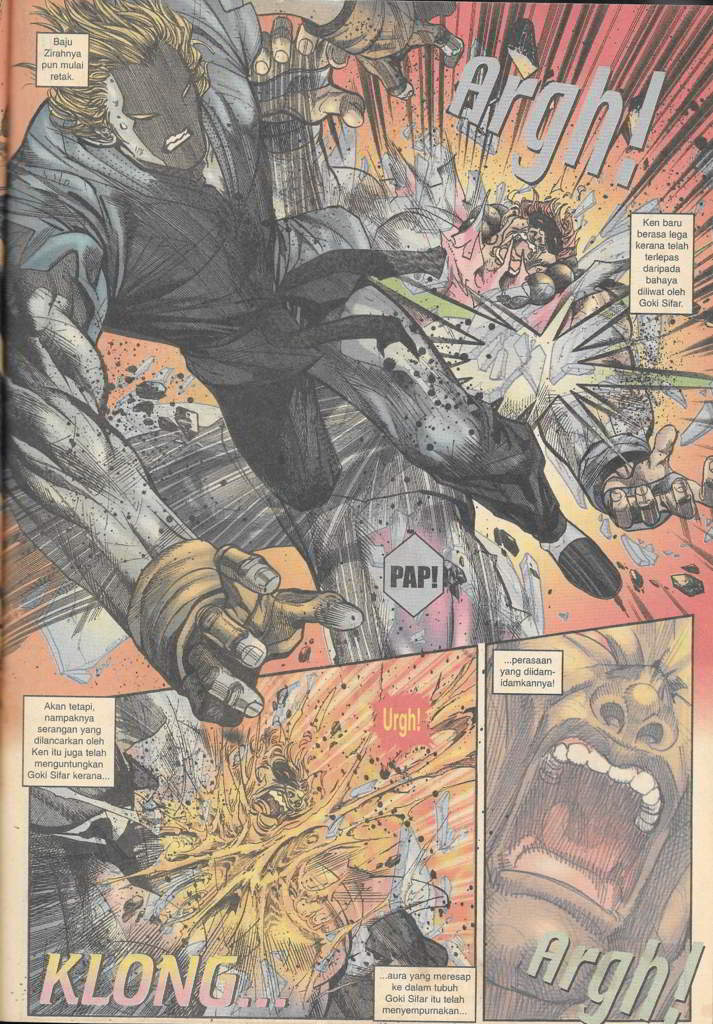 Baju
Zirahnya
pun mulai
retak.
Argh!
Ken baru
berasa lega
kerana telah
terlepas
daripada
bahaya
diliwat oleh
Goki Sifar.
PAP!
Akan tetapi,
nampaknya
serangan yang
dilancarkan oleh
Ken itu juga telah
menguntungkan
Goki Sifar kerana...
Urgh!
KLONG...
...aura yang meresap
ke dalam tubuh
Goki Sifar itu telah
menyempurnakan...
...perasaan
yang diidam-
idamkannya!
Argh!